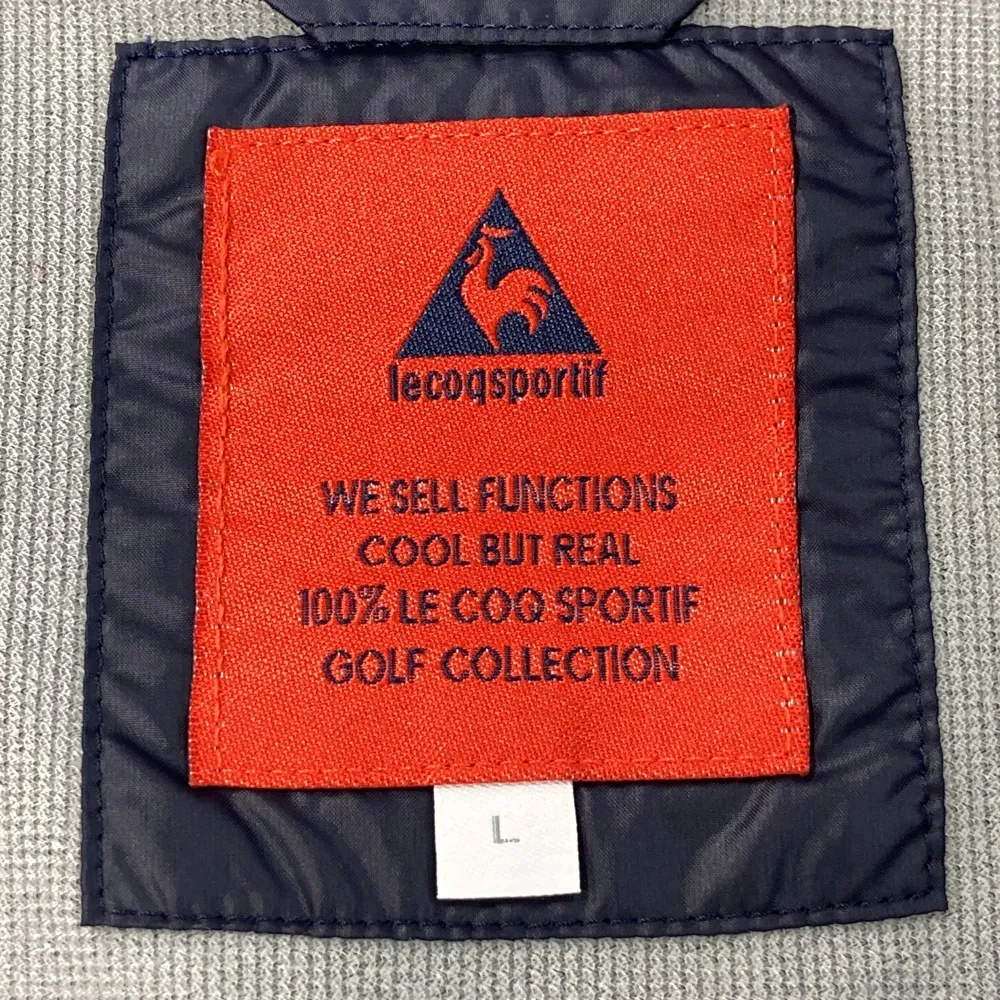 lecoqsportif
WE SELL FUNCTIONS
COOL BUT REAL
100% LE COQ SPORTIF
GOLF COLLECTION
L